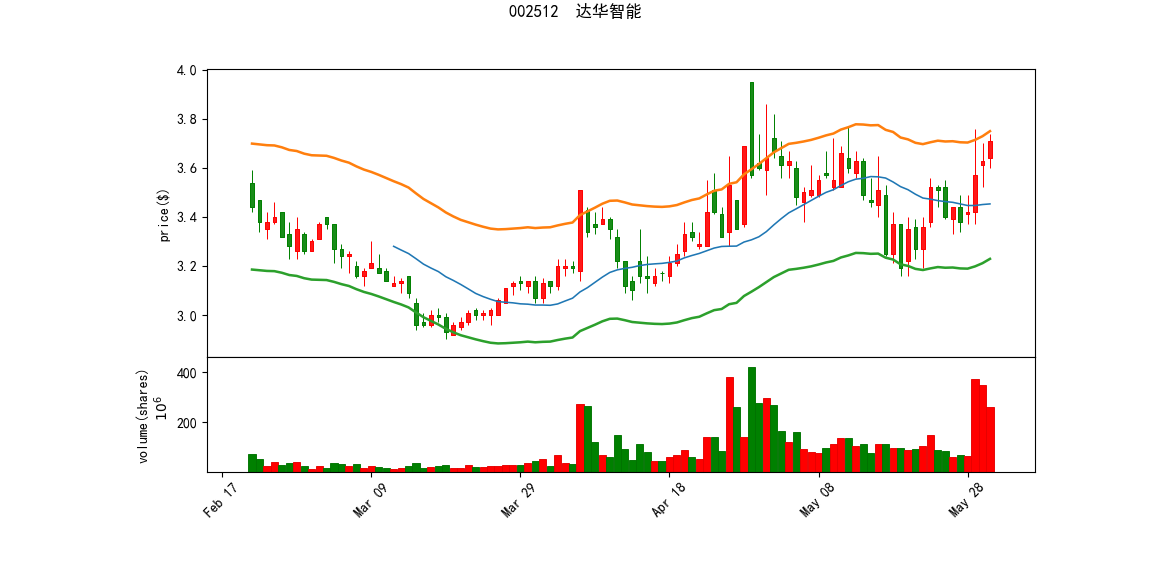 002512 达华智能
4.0
3.8
3.6
3.4
3.2
3.0
price($)
400
200
volume(shares)
10^6
Feb 17
Mar 09
Mar 29
Apr 18
May 08
May 28